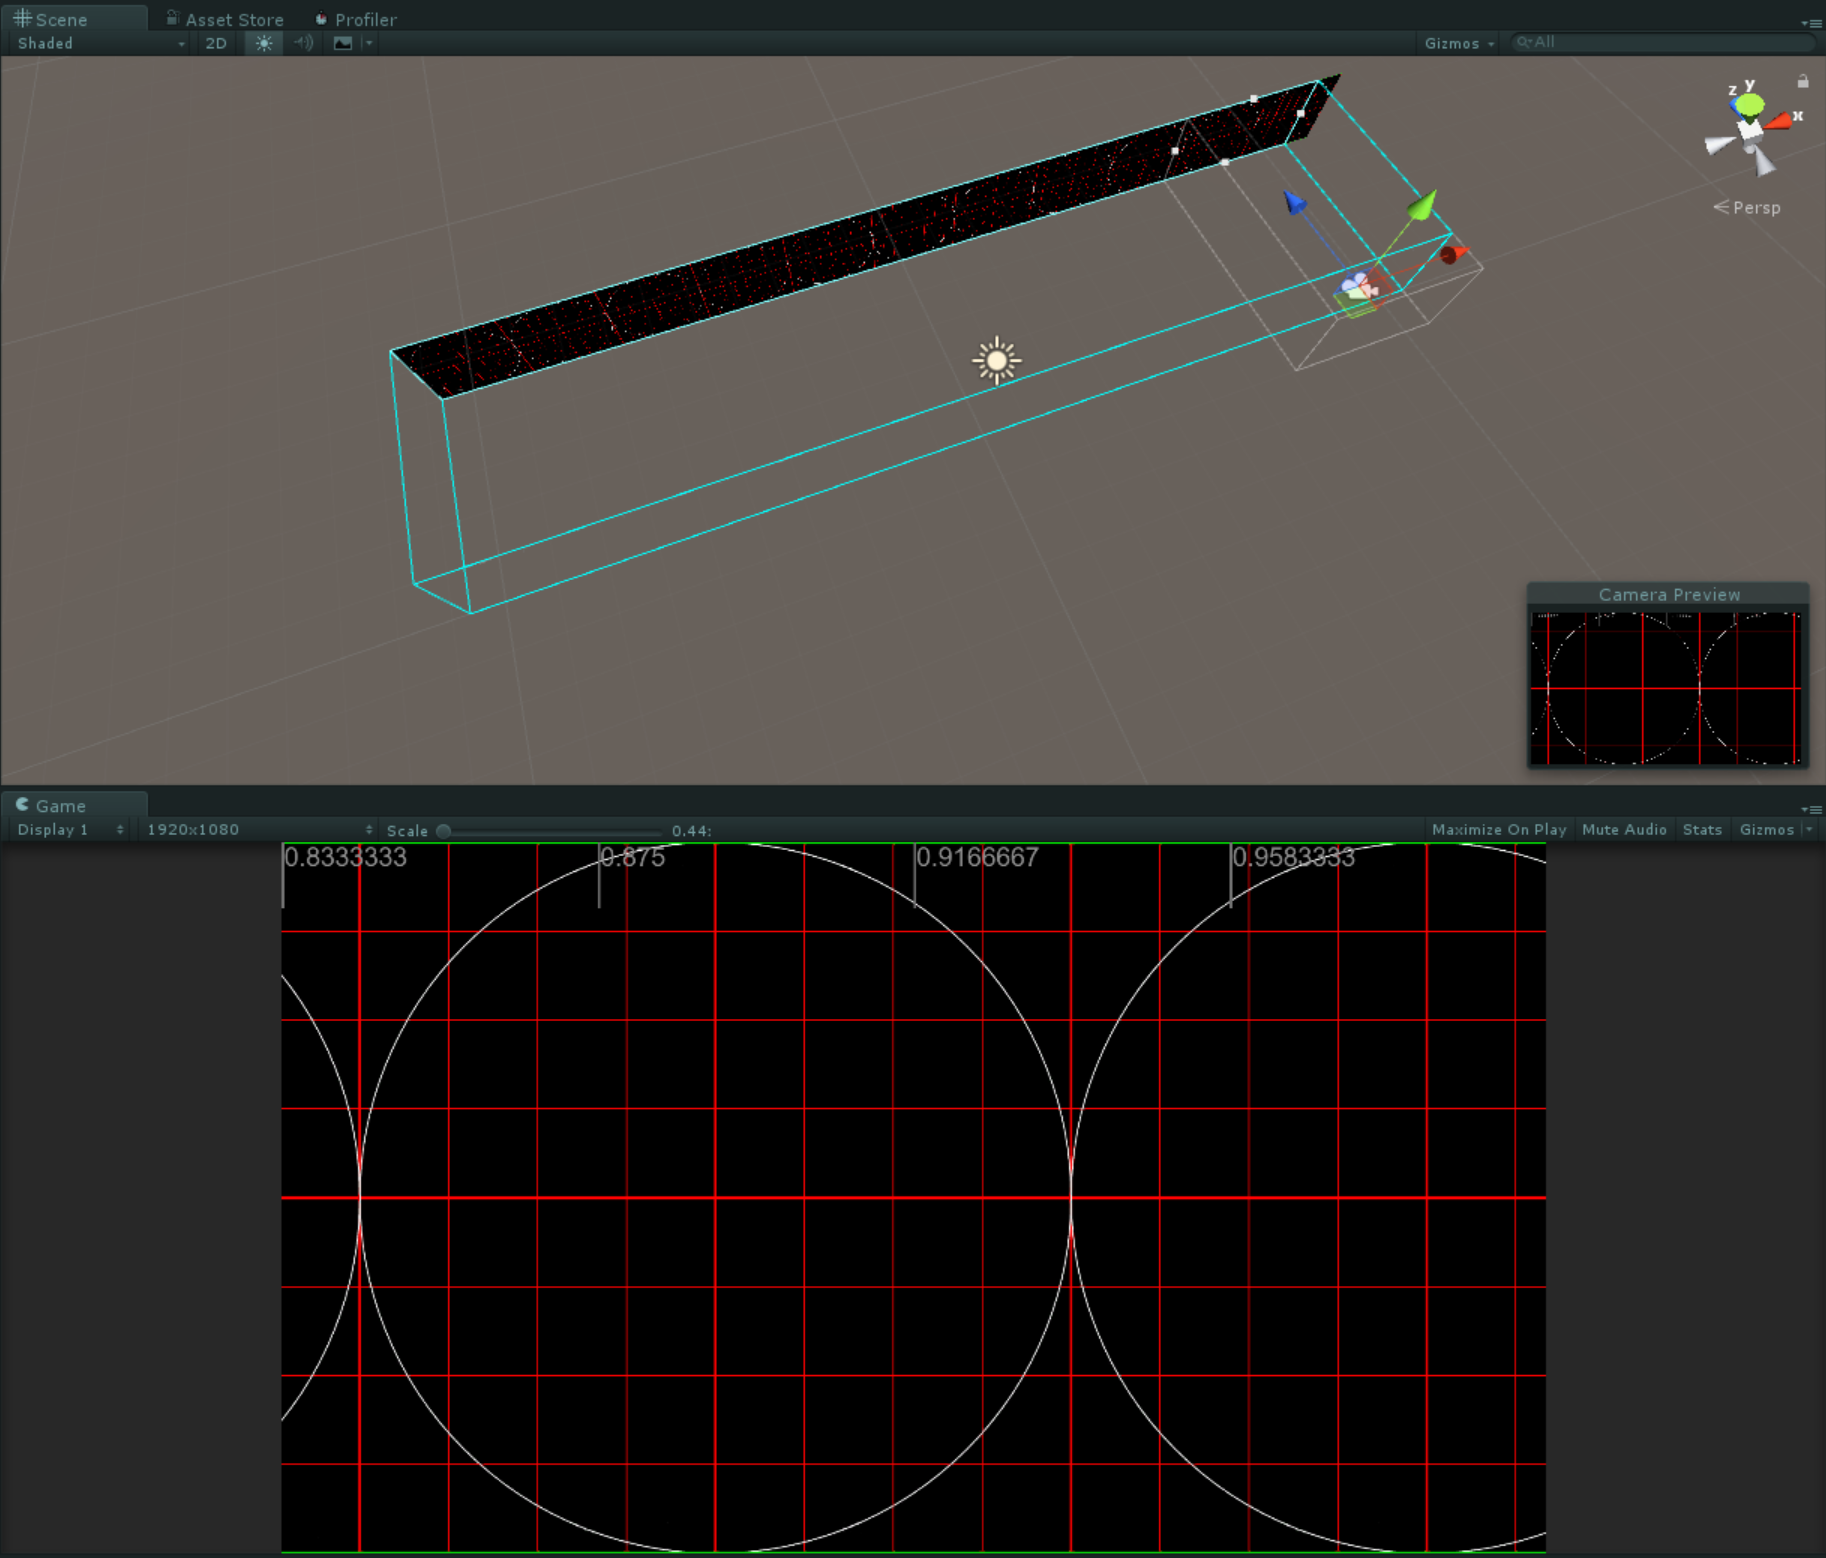 Scene Asset Store Profiler
Shaded 2D Gizmos All
y
z
x
Persp
Camera Preview
Game
Display 1 1920x1080 Scale 0.44: Maximize On Play Mute Audio Stats Gizmos
0.8333333 0.875 0.9166667 0.9583333